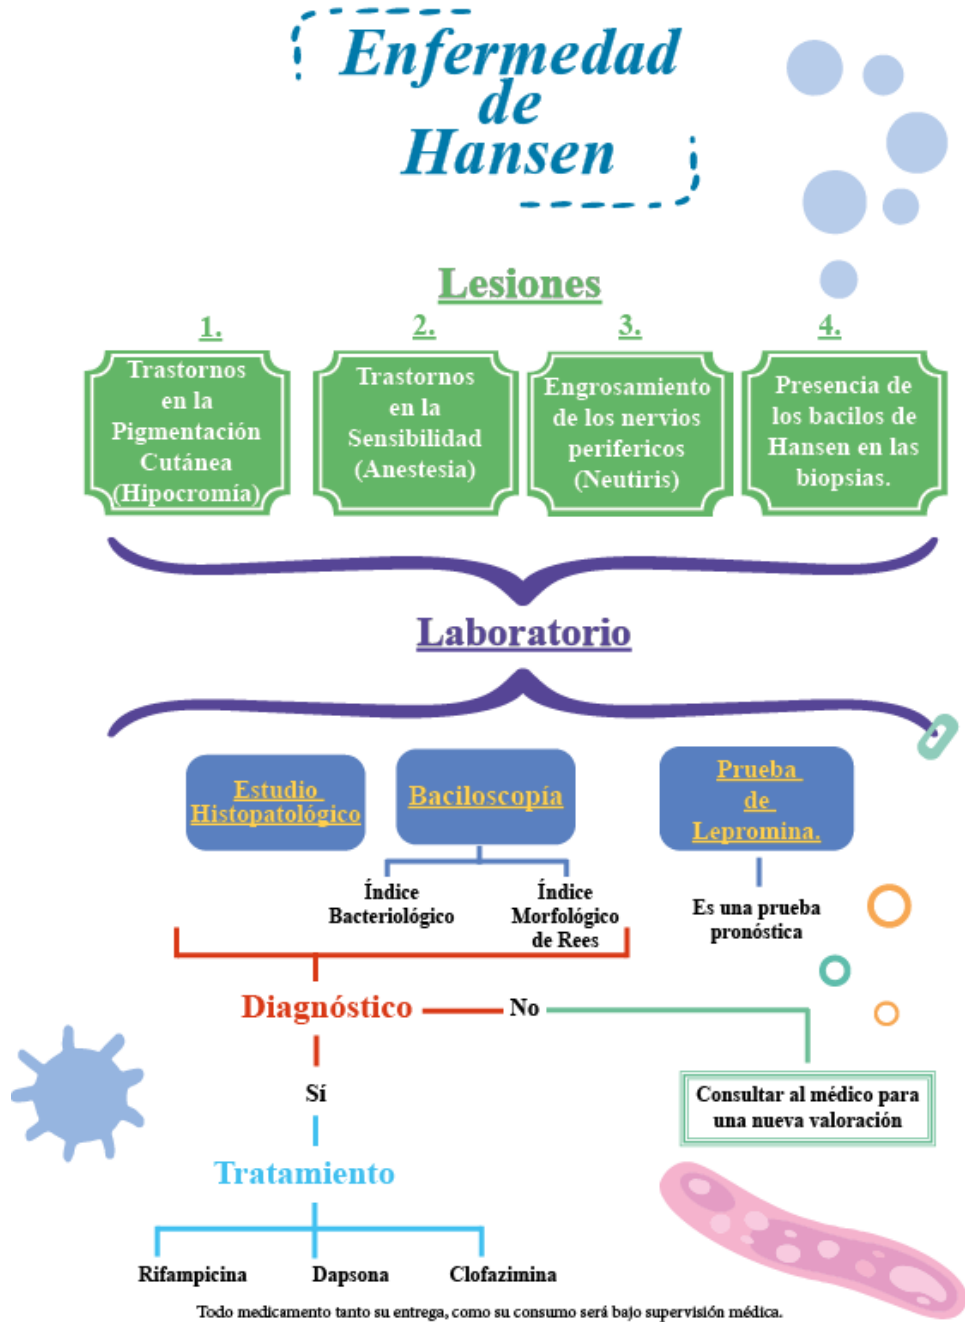 Enfermedad
de
Hansen
Lesiones
1.
Trastornos
en la
Pigmentación
Cutánea
(Hipocromía)
2.
Trastornos
en la
Sensibilidad
(Anestesia)
3.
Engrosamiento
de los nervios
perifericos
(Neutiris)
4.
Presencia de
los bacilos de
Hansen en las
biopsias.
Laboratorio
Estudio
Histopatológico
Baciloscopía
Índice
Bacteriológico
Índice
Morfológico
de Rees
Prueba
de
Lepromina.
Es una prueba
pronóstica
Diagnóstico
No
Consultar al médico para
una nueva valoración
Sí
Tratamiento
Rifampicina
Dapsona
Clofazimina
Todo medicamento tanto su entrega, como su consumo será bajo supervisión médica.